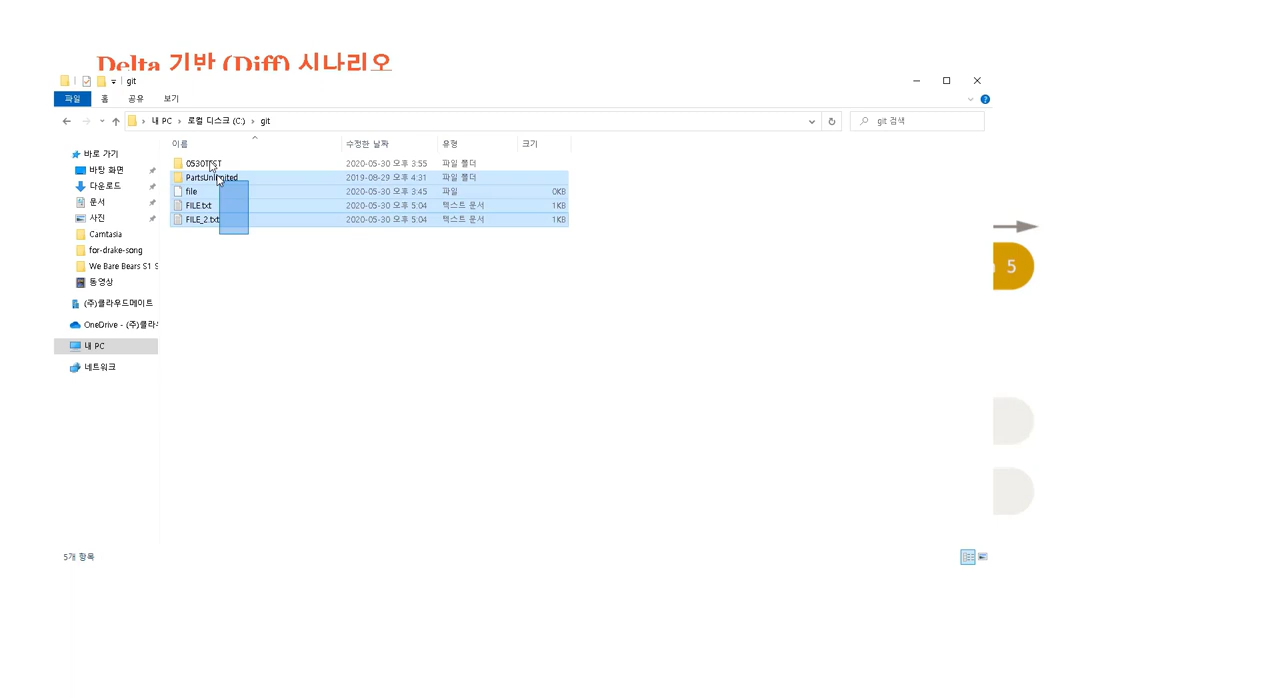 Delta 기반 (Diff) 시나리오
git
파일 홈 공유 보기
내 PC 로컬 디스크 (C:) git
git 검색
이름 수정한 날짜 유형 크기
바로 가기
바탕 화면
다운로드
문서
사진
Camtasia
for-drake-song
We Bare Bears S1 S
동영상
(주)클라우드메이트
OneDrive - (주)클라우
내 PC
네트워크
0530TEST 2020-05-30 오후 3:55 파일 폴더
PartsUnlimited 2019-08-29 오후 4:31 파일 폴더
file 2020-05-30 오후 3:45 파일 0KB
FILE.txt 2020-05-30 오후 5:04 텍스트 문서 1KB
FILE_2.txt 2020-05-30 오후 5:04 텍스트 문서 1KB
5
5개 항목